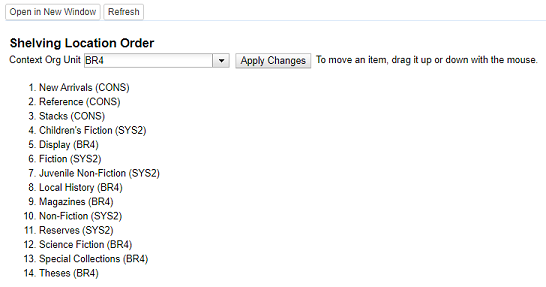 Open in New Window Refresh
Shelving Location Order
Context Org Unit BR4 Apply Changes To move an item, drag it up or down with the mouse.
1. New Arrivals (CONS)
2. Reference (CONS)
3. Stacks (CONS)
4. Children's Fiction (SYS2)
5. Display (BR4)
6. Fiction (SYS2)
7. Juvenile Non-Fiction (SYS2)
8. Local History (BR4)
9. Magazines (BR4)
10. Non-Fiction (SYS2)
11. Reserves (SYS2)
12. Science Fiction (BR4)
13. Special Collections (BR4)
14. Theses (BR4)